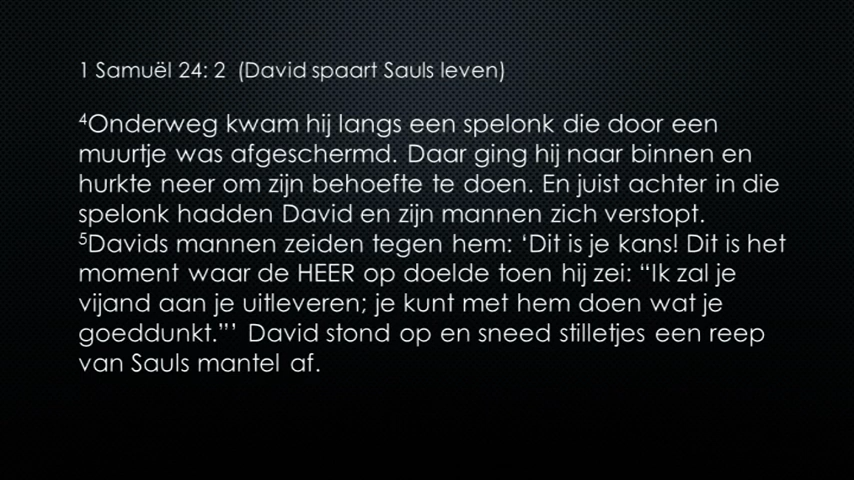 1 Samuël 24: 2  (David spaart Sauls leven)
⁴Onderweg kwam hij langs een spelonk die door een
muurtje was afgeschermd. Daar ging hij naar binnen en
hurkte neer om zijn behoefte te doen. En juist achter in die
spelonk hadden David en zijn mannen zich verstopt.
⁵Davids mannen zeiden tegen hem: ‘Dit is je kans! Dit is het
moment waar de HEER op doelde toen hij zei: “Ik zal je
vijand aan je uitleveren; je kunt met hem doen wat je
goeddunkt.”’ David stond op en sneed stilletjes een reep
van Sauls mantel af.